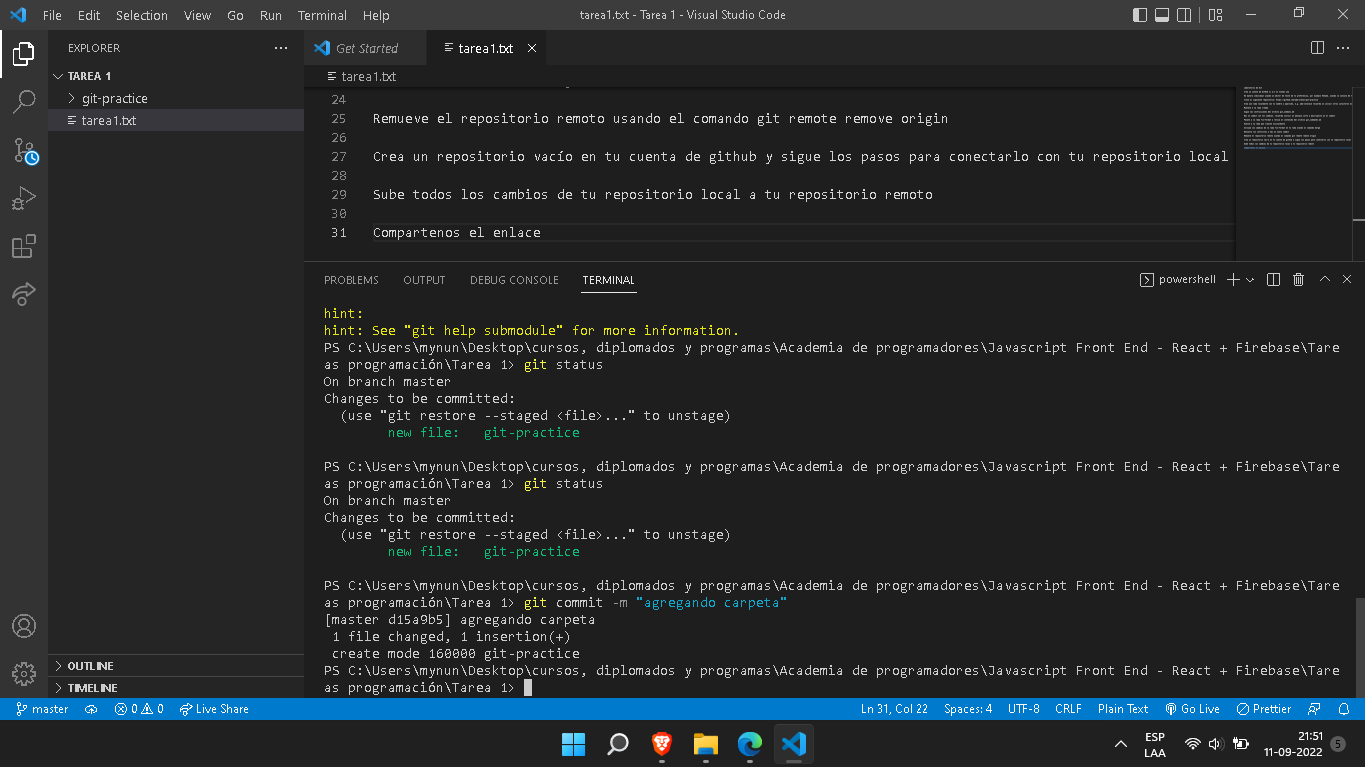 File Edit Selection View Go Run Terminal Help
tarea1.txt - Tarea 1 - Visual Studio Code
EXPLORER
TAREA 1
git-practice
tarea1.txt
OUTLINE
TIMELINE
Get Started
tarea1.txt
tarea1.txt
24
25 Remueve el repositorio remoto usando el comando git remote remove origin
26
27 Crea un repositorio vacío en tu cuenta de github y sigue los pasos para conectarlo con tu repositorio local
28
29 Sube todos los cambios de tu repositorio local a tu repositorio remoto
30
31 Compartenos el enlace
PROBLEMS OUTPUT DEBUG CONSOLE TERMINAL
powershell
hint:
hint: See "git help submodule" for more information.
PS C:\Users\mynun\Desktop\cursos, diplomados y programas\Academia de programadores\Javascript Front End - React + Firebase\Tare
as programación\Tarea 1> git status
On branch master
Changes to be committed:
(use "git restore --staged <file>..." to unstage)
new file: git-practice
PS C:\Users\mynun\Desktop\cursos, diplomados y programas\Academia de programadores\Javascript Front End - React + Firebase\Tare
as programación\Tarea 1> git status
On branch master
Changes to be committed:
(use "git restore --staged <file>..." to unstage)
new file: git-practice
PS C:\Users\mynun\Desktop\cursos, diplomados y programas\Academia de programadores\Javascript Front End - React + Firebase\Tare
as programación\Tarea 1> git commit -m "agregando carpeta"
[master d15a9b5] agregando carpeta
1 file changed, 1 insertion(+)
create mode 160000 git-practice
PS C:\Users\mynun\Desktop\cursos, diplomados y programas\Academia de programadores\Javascript Front End - React + Firebase\Tare
as programación\Tarea 1>
master 0 0 Live Share
Ln 31, Col 22 Spaces: 4 UTF-8 CRLF Plain Text Go Live Prettier
ESP
LAA
21:51
11-09-2022
5